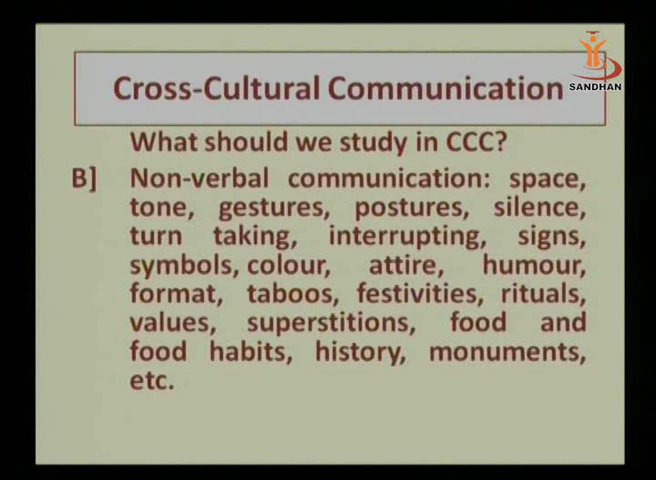 Cross-Cultural Communication
SANDHAN
What should we study in CCC?
B] Non-verbal communication: space,
tone, gestures, postures, silence,
turn taking, interrupting, signs,
symbols, colour, attire, humour,
format, taboos, festivities, rituals,
values, superstitions, food and
food habits, history, monuments,
etc.